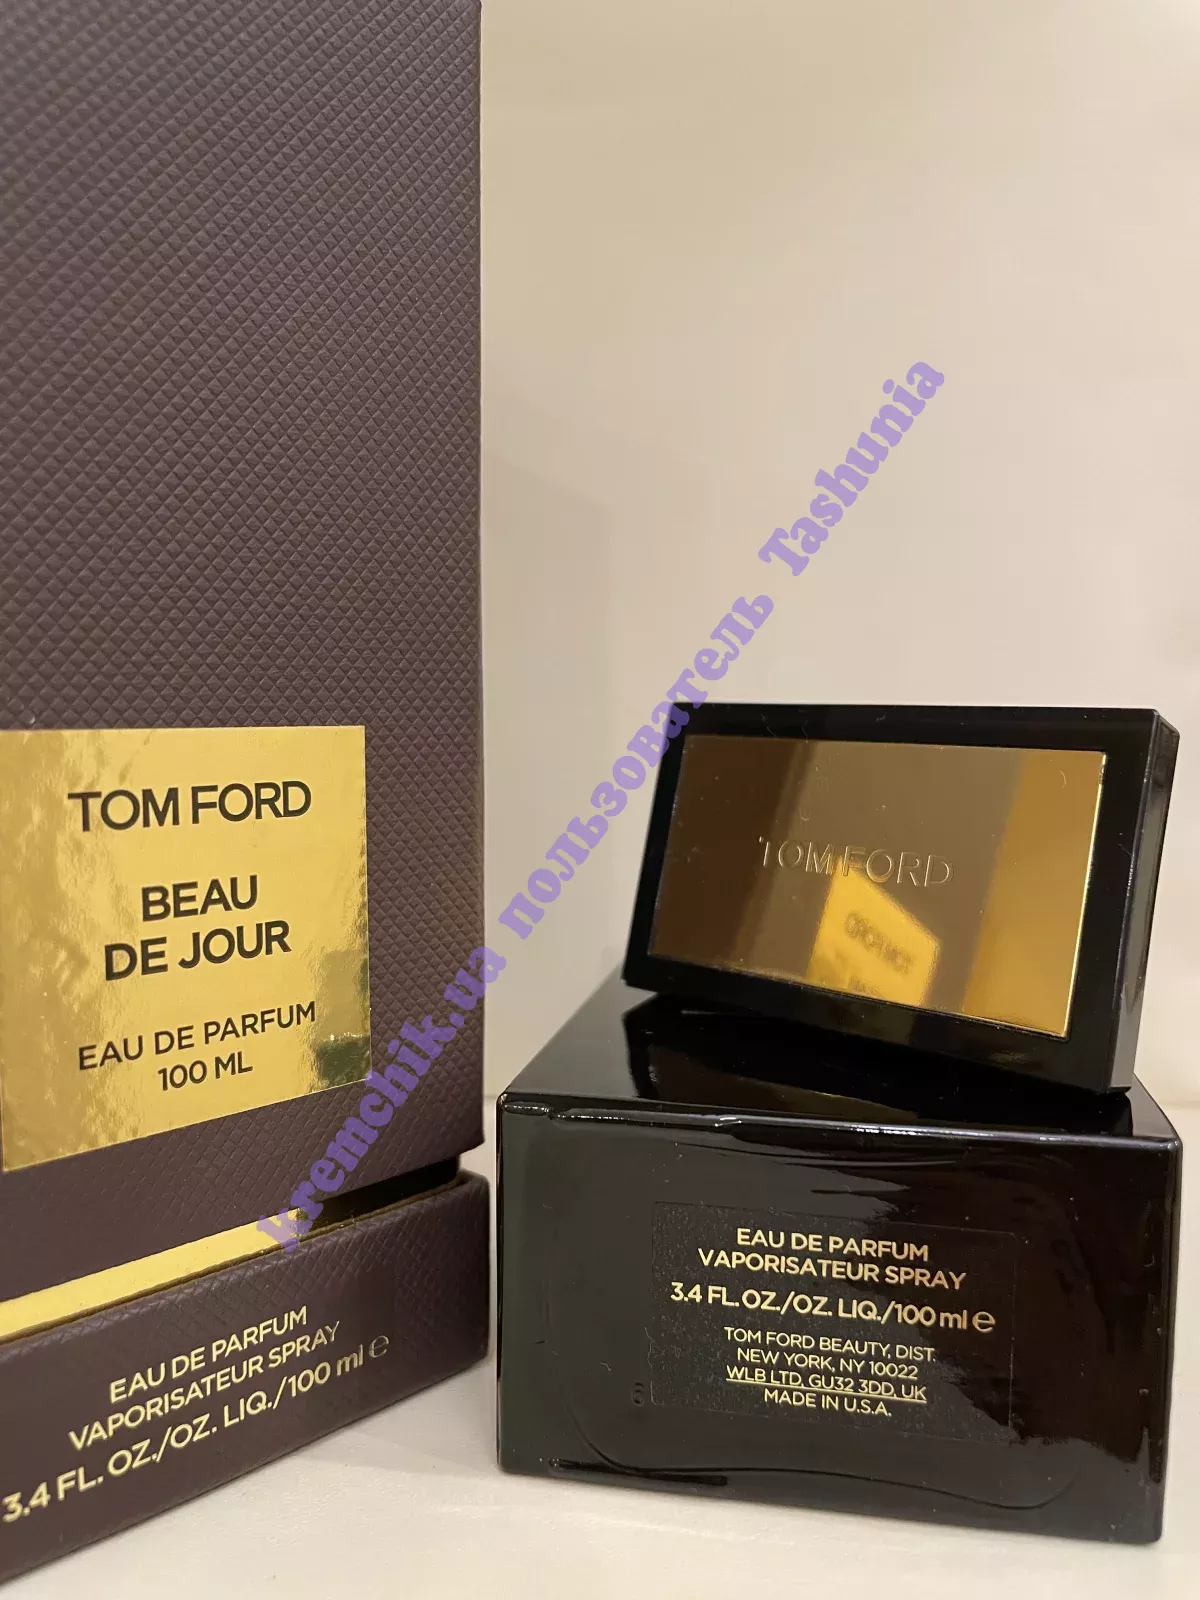 TOM FORD
BEAU
DE JOUR
EAU DE PARFUM
100 ML
EAU DE PARFUM
VAPORISATEUR SPRAY
3.4 FL. OZ./OZ. LIQ./100 ml ℮
kremchik.ua пользователь Tashunia
TOM FORD
EAU DE PARFUM
VAPORISATEUR SPRAY
3.4 FL. OZ./OZ. LIQ./100 ml ℮
TOM FORD BEAUTY, DIST.
NEW YORK, NY 10022
WLB LTD, GU32 3DD, UK
MADE IN U.S.A.
6